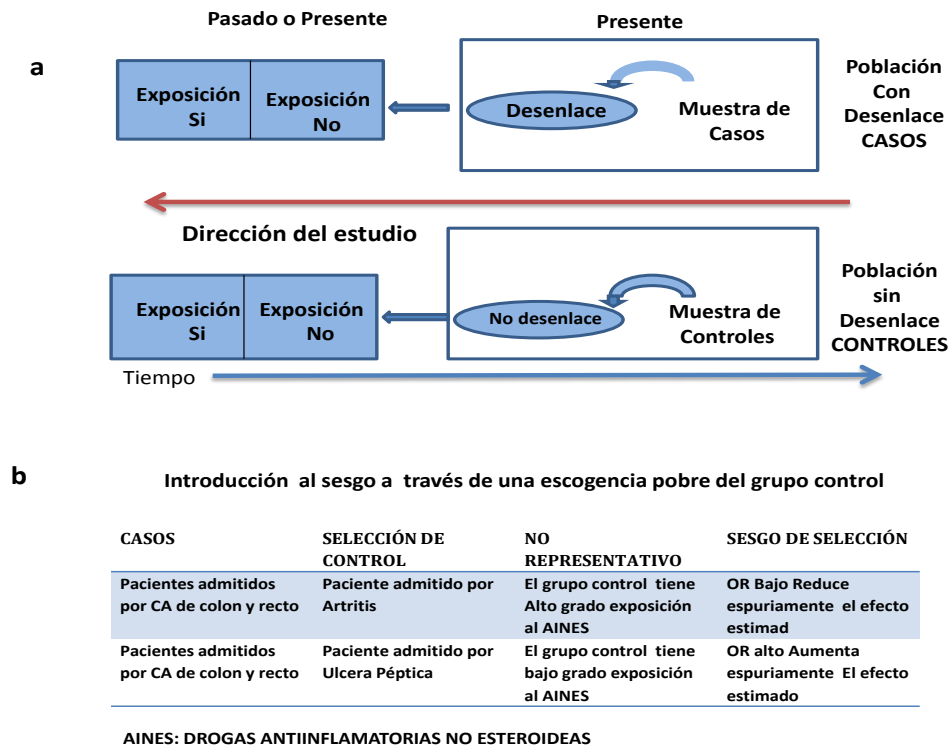 Pasado o Presente
Presente
a
Exposición
Si
Exposición
No
Desenlace
Muestra de
Casos
Población
Con
Desenlace
CASOS
Dirección del estudio
Exposición
Si
Exposición
No
No desenlace
Muestra de
Controles
Población
sin
Desenlace
CONTROLES
Tiempo
b
Introducción al sesgo a través de una escogencia pobre del grupo control
CASOS
SELECCIÓN DE
CONTROL
NO
REPRESENTATIVO
SESGO DE SELECCIÓN
Pacientes admitidos
por CA de colon y recto
Paciente admitido por
Artritis
El grupo control tiene
Alto grado exposición
al AINES
OR Bajo Reduce
espuriamente el efecto
estimad
Pacientes admitidos
por CA de colon y recto
Paciente admitido por
Ulcera Péptica
El grupo control tiene
bajo grado exposición
al AINES
OR alto Aumenta
espuriamente El efecto
estimado
AINES: DROGAS ANTIINFLAMATORIAS NO ESTEROIDEAS